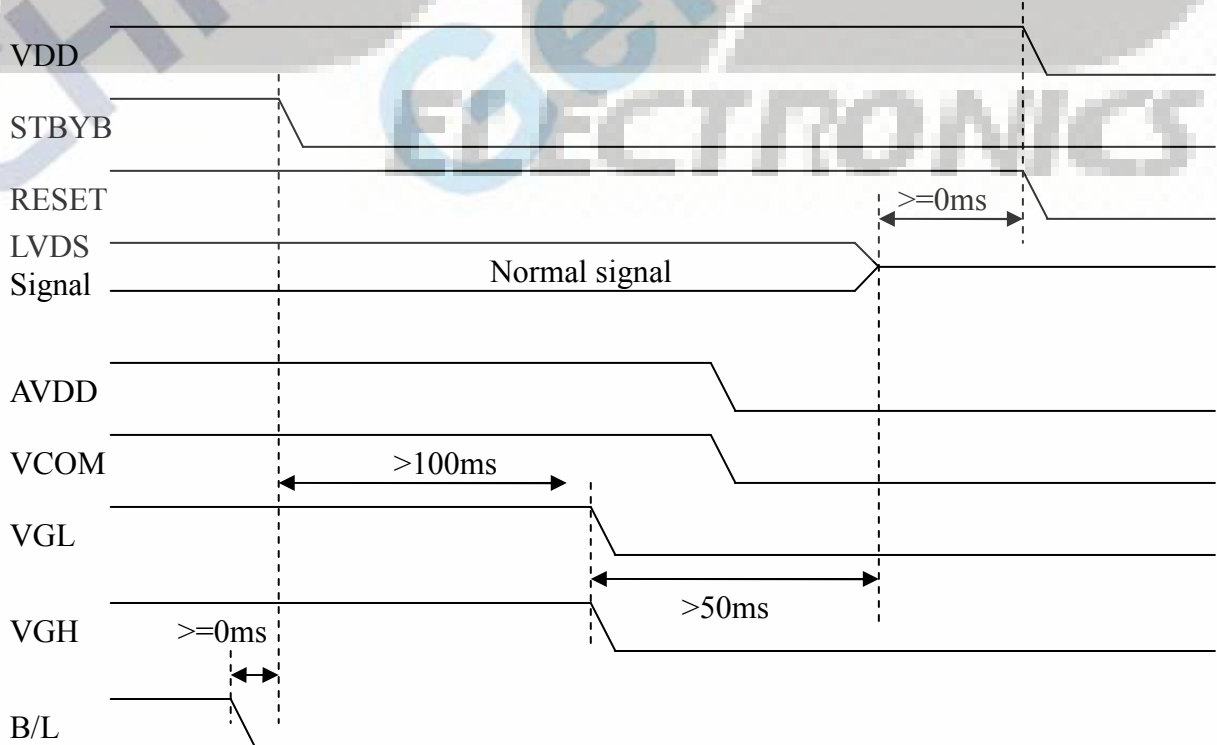 VDD
STBYB
ELECTRONICS
RESET
>=0ms
LVDS
Signal
Normal signal
AVDD
VCOM
>100ms
VGL
>50ms
VGH
>=0ms
B/L